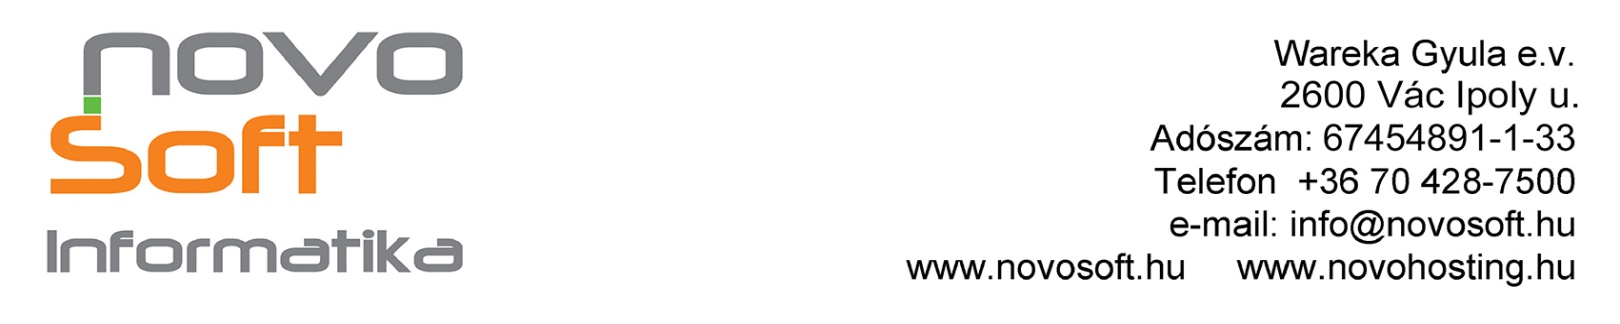 novo
Soft
Informatika
Wareka Gyula e.v.
2600 Vác Ipoly u.
Adószám: 67454891-1-33
Telefon  +36 70 428-7500
e-mail: info@novosoft.hu
www.novosoft.hu     www.novohosting.hu